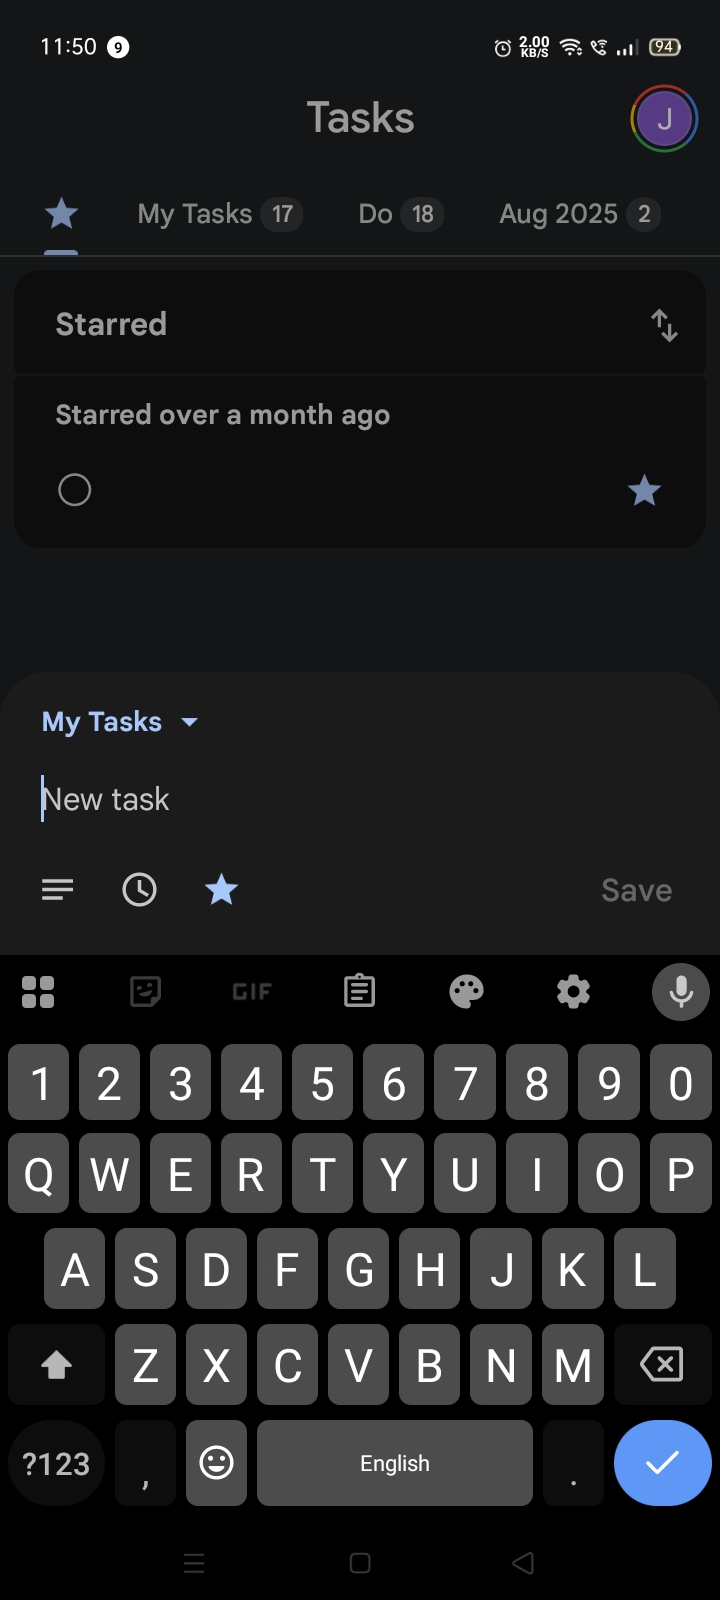 11:50 9 2.00 KB/S 94
Tasks J
My Tasks 17 Do 18 Aug 2025 2
Starred
Starred over a month ago
My Tasks
New task
Save
GIF
1 2 3 4 5 6 7 8 9 0
Q W E R T Y U I O P
A S D F G H J K L
Z X C V B N M
?123 , English .